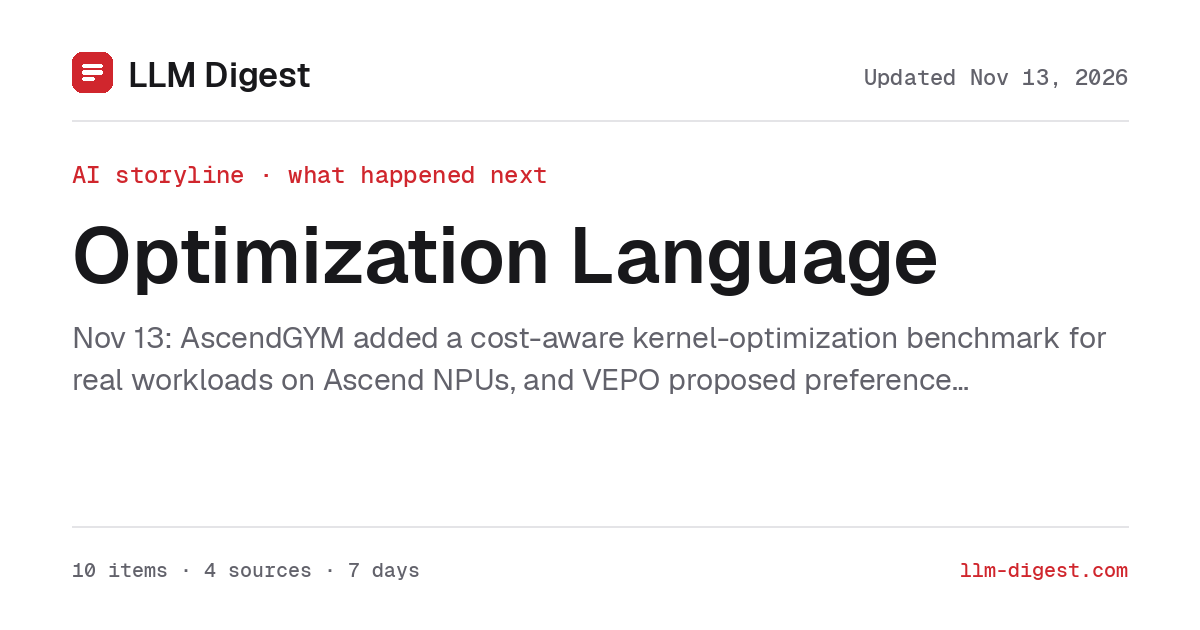 LLM Digest
Updated Nov 13, 2026
AI storyline · what happened next
Optimization Language
Nov 13: AscendGYM added a cost-aware kernel-optimization benchmark for
real workloads on Ascend NPUs, and VEPO proposed preference…
10 items · 4 sources · 7 days
llm-digest.com